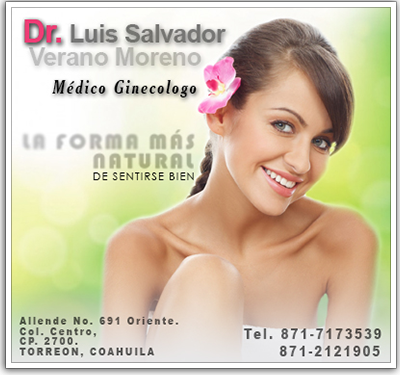 Dr. Luis Salvador
Verano Moreno
Médico Ginecologo
LA FORMA MÁS
NATURAL
DE SENTIRSE BIEN
Allende No. 691 Oriente.
Col. Centro,
CP. 2700.
TORREON, COAHUILA
Tel. 871-7173539
871-2121905